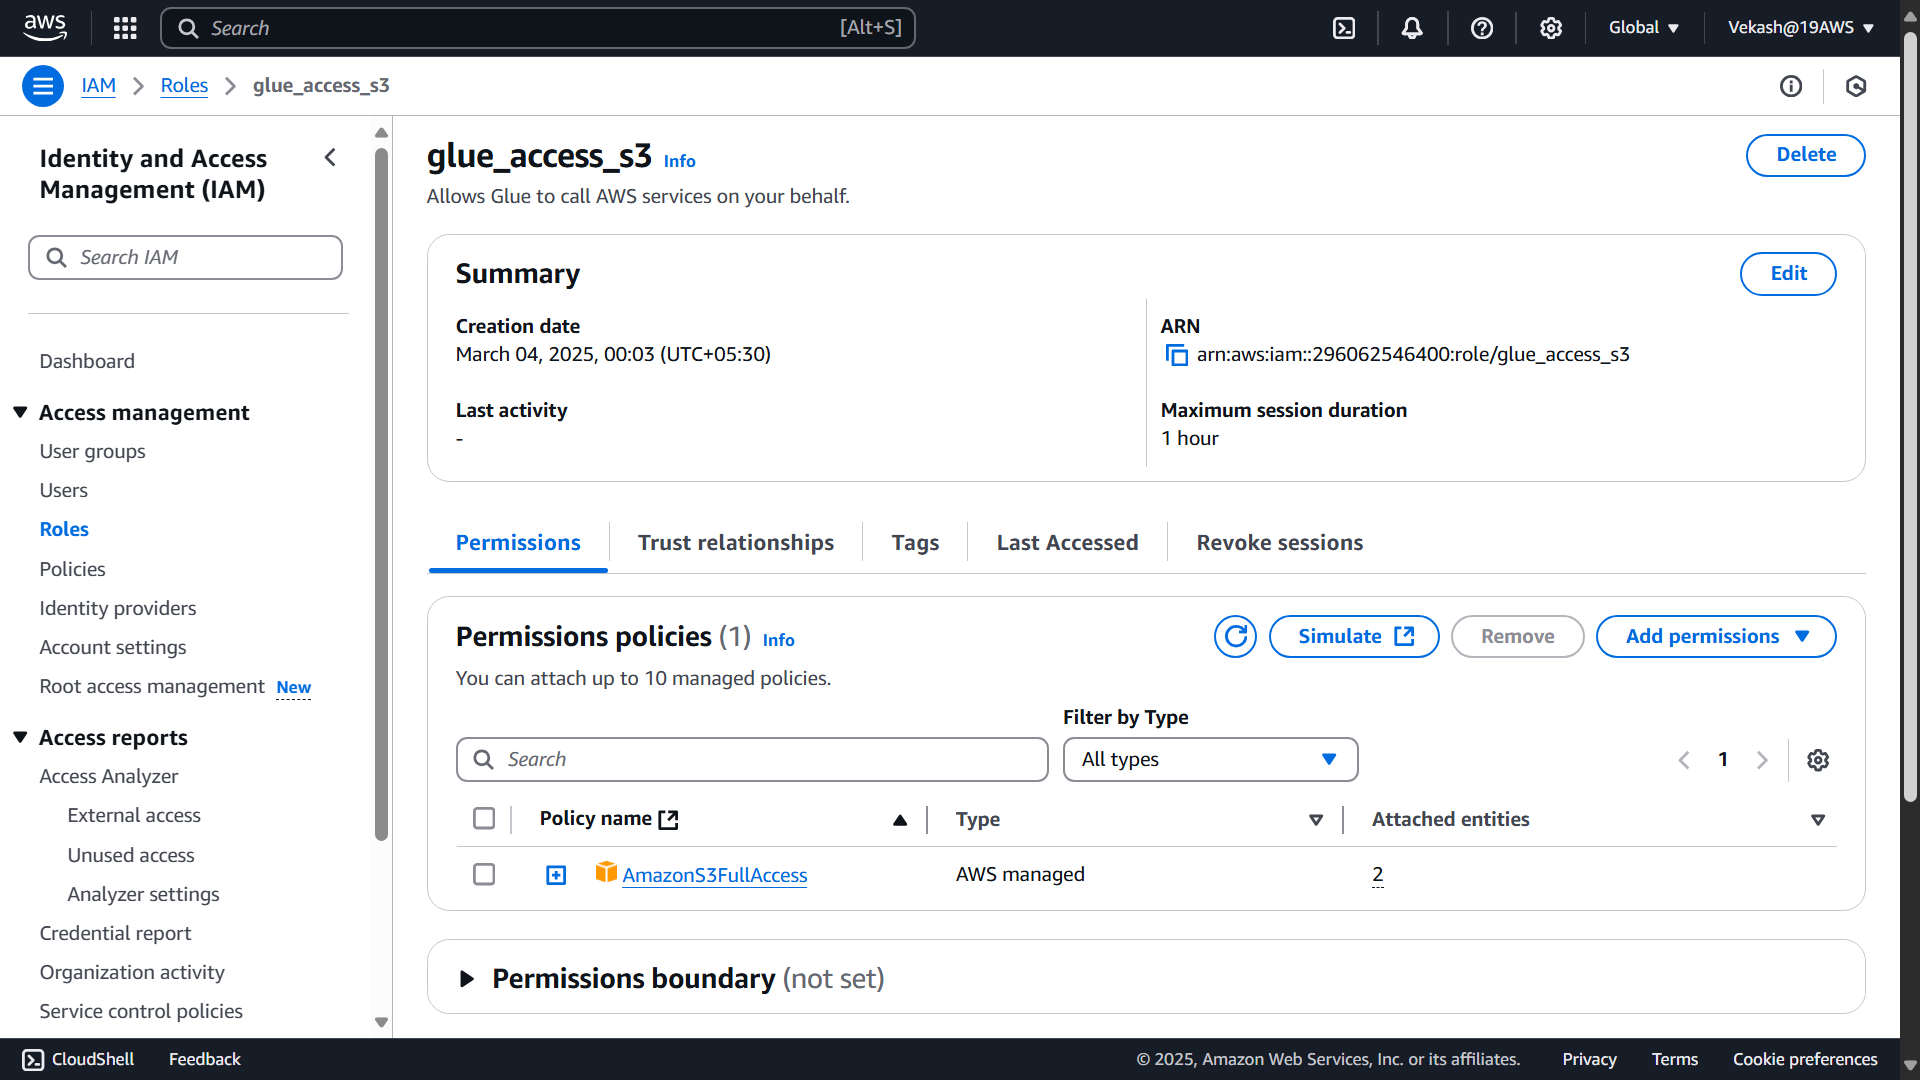 aws
Search [Alt+S]
Global
Vekash@19AWS
IAM
Roles
glue_access_s3
Identity and Access
Management (IAM)
Search IAM
Dashboard
Access management
User groups
Users
Roles
Policies
Identity providers
Account settings
Root access management New
Access reports
Access Analyzer
External access
Unused access
Analyzer settings
Credential report
Organization activity
Service control policies
glue_access_s3 Info
Delete
Allows Glue to call AWS services on your behalf.
Summary
Edit
Creation date
March 04, 2025, 00:03 (UTC+05:30)
ARN
arn:aws:iam::296062546400:role/glue_access_s3
Last activity
-
Maximum session duration
1 hour
Permissions
Trust relationships
Tags
Last Accessed
Revoke sessions
Permissions policies (1) Info
Simulate
Remove
Add permissions
You can attach up to 10 managed policies.
Filter by Type
Search
All types
1
Policy name
Type
Attached entities
AmazonS3FullAccess
AWS managed
2
Permissions boundary (not set)
CloudShell
Feedback
© 2025, Amazon Web Services, Inc. or its affiliates.
Privacy
Terms
Cookie preferences